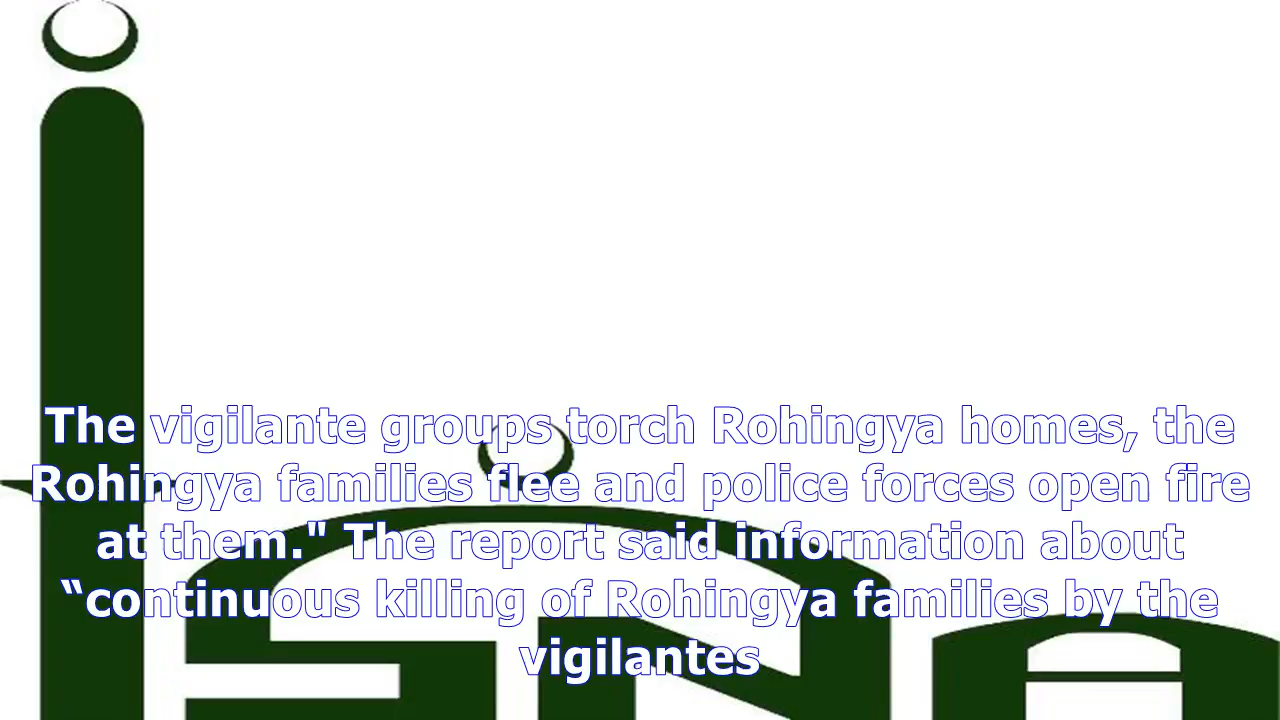 isna
The vigilante groups torch Rohingya homes, the
Rohingya families flee and police forces open fire
at them." The report said information about
“continuous killing of Rohingya families by the
vigilantes